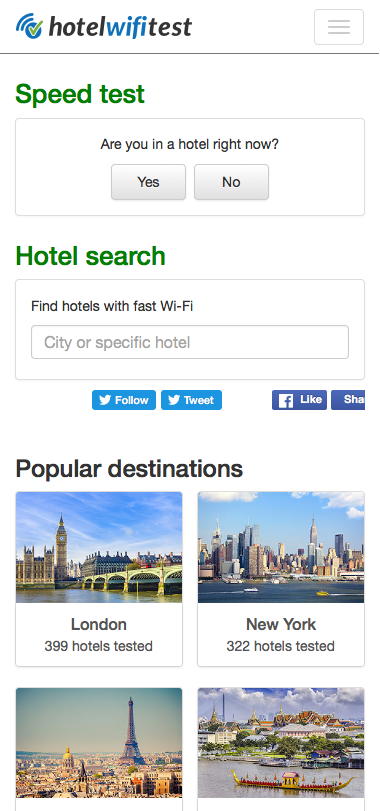 hotelwifitest
Speed test
Are you in a hotel right now?
Yes No
Hotel search
Find hotels with fast Wi-Fi
City or specific hotel
Follow Tweet Like Sha
Popular destinations
London New York
399 hotels tested 322 hotels tested